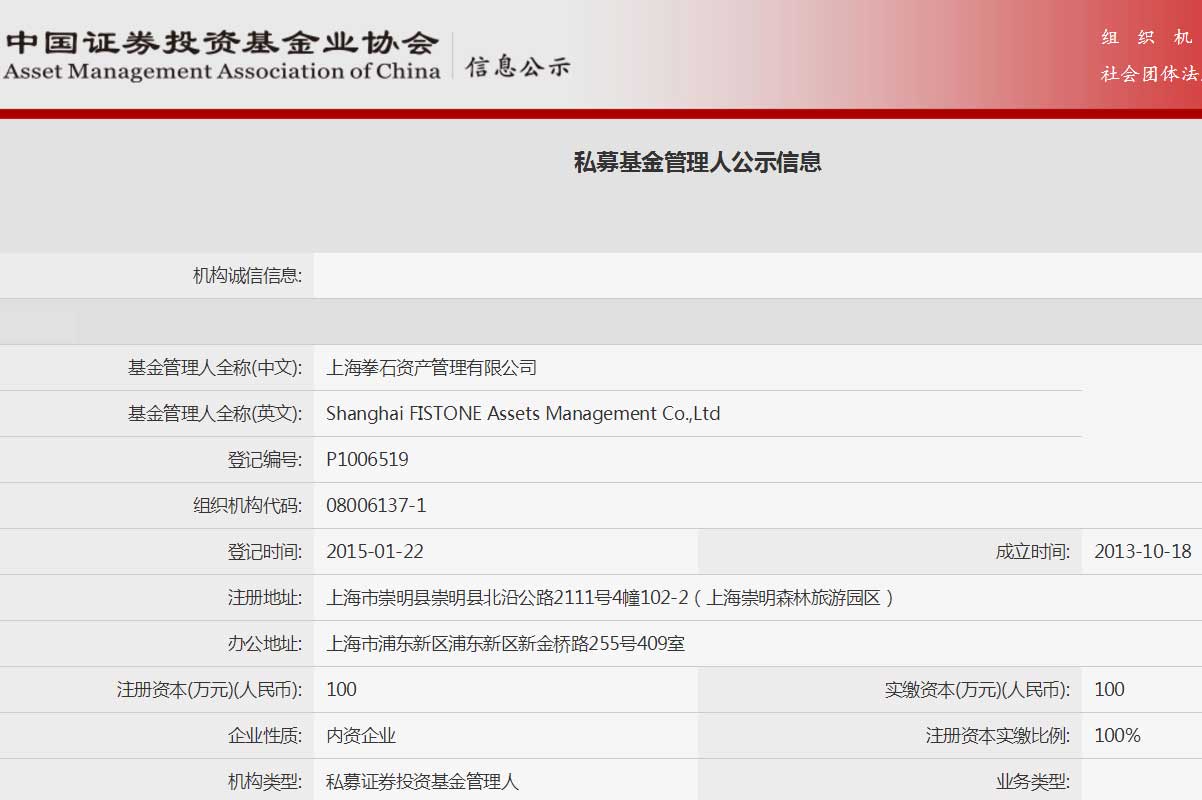 中国证券投资基金业协会
Asset Management Association of China
信息公示
组 织 机
社会团体法
私募基金管理人公示信息
机构诚信信息:
基金管理人全称(中文): 上海拳石资产管理有限公司
基金管理人全称(英文): Shanghai FISTONE Assets Management Co.,Ltd
登记编号: P1006519
组织机构代码: 08006137-1
登记时间: 2015-01-22 成立时间: 2013-10-18
注册地址: 上海市崇明县崇明县北沿公路2111号4幢102-2（上海崇明森林旅游园区）
办公地址: 上海市浦东新区浦东新区新金桥路255号409室
注册资本(万元)(人民币): 100 实缴资本(万元)(人民币): 100
企业性质: 内资企业 注册资本实缴比例: 100%
机构类型: 私募证券投资基金管理人 业务类型: